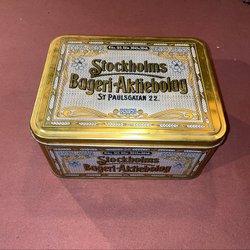 Stockholms
Bageri-Aktiebolag
St Paulsgatan 22.
Stockholms
Bageri-Aktiebolag